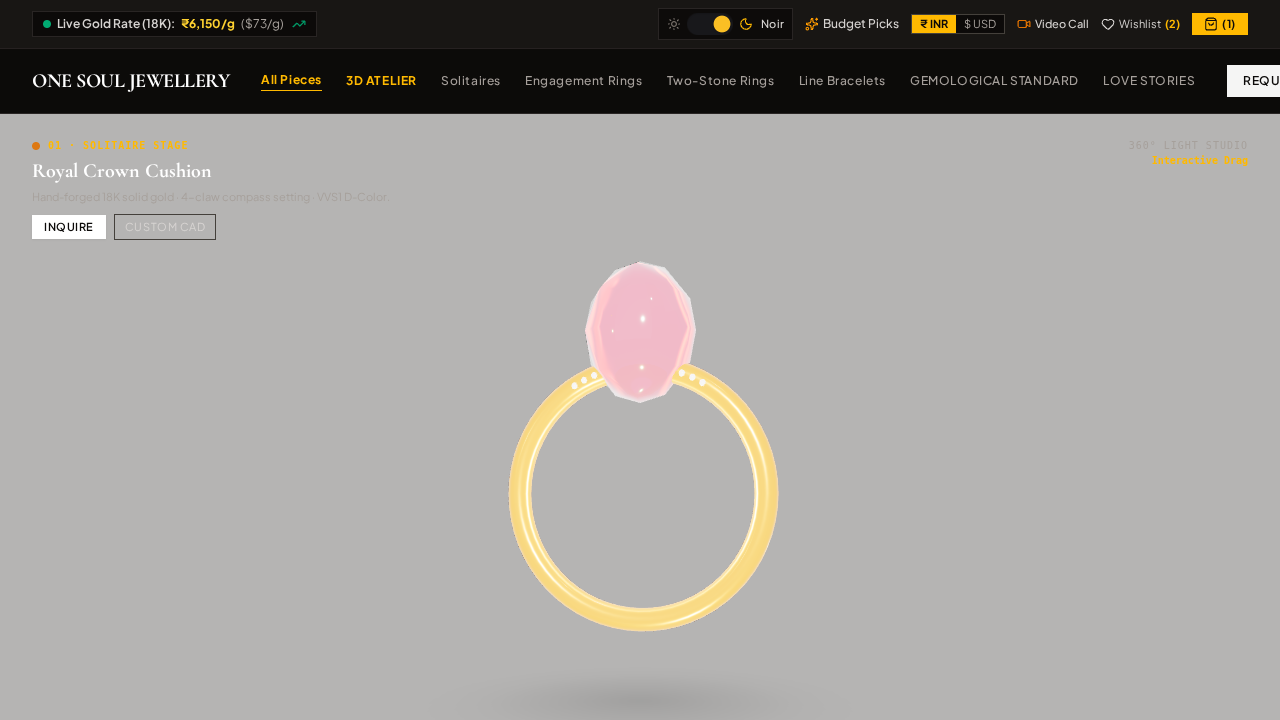 Live Gold Rate (18K): ₹6,150/g ($73/g)
Noir
Budget Picks
₹ INR
$ USD
Video Call
Wishlist (2)
(1)
ONE SOUL JEWELLERY
All Pieces
3D ATELIER
Solitaires
Engagement Rings
Two-Stone Rings
Line Bracelets
GEMOLOGICAL STANDARD
LOVE STORIES
REQU
01 · SOLITAIRE SPACE
360° LIGHT STUDIO
Interactive Drag
Royal Crown Cushion
Hand-forged 18K solid gold · 4-claw compass setting · VVS1 D-Color.
INQUIRE
CUSTOM CAD